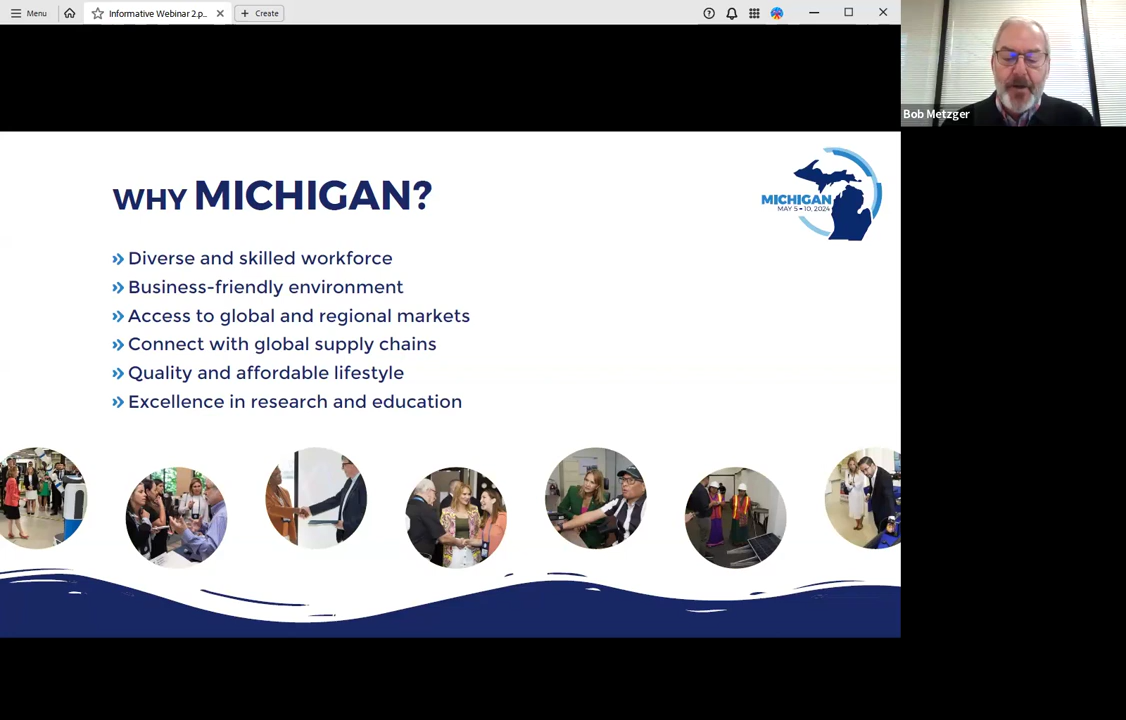 Menu
Informative Webinar 2.p..
Create
Bob Metzger
WHY MICHIGAN?
MICHIGAN
MAY 5 - 10, 2024
» Diverse and skilled workforce
» Business-friendly environment
» Access to global and regional markets
» Connect with global supply chains
» Quality and affordable lifestyle
» Excellence in research and education